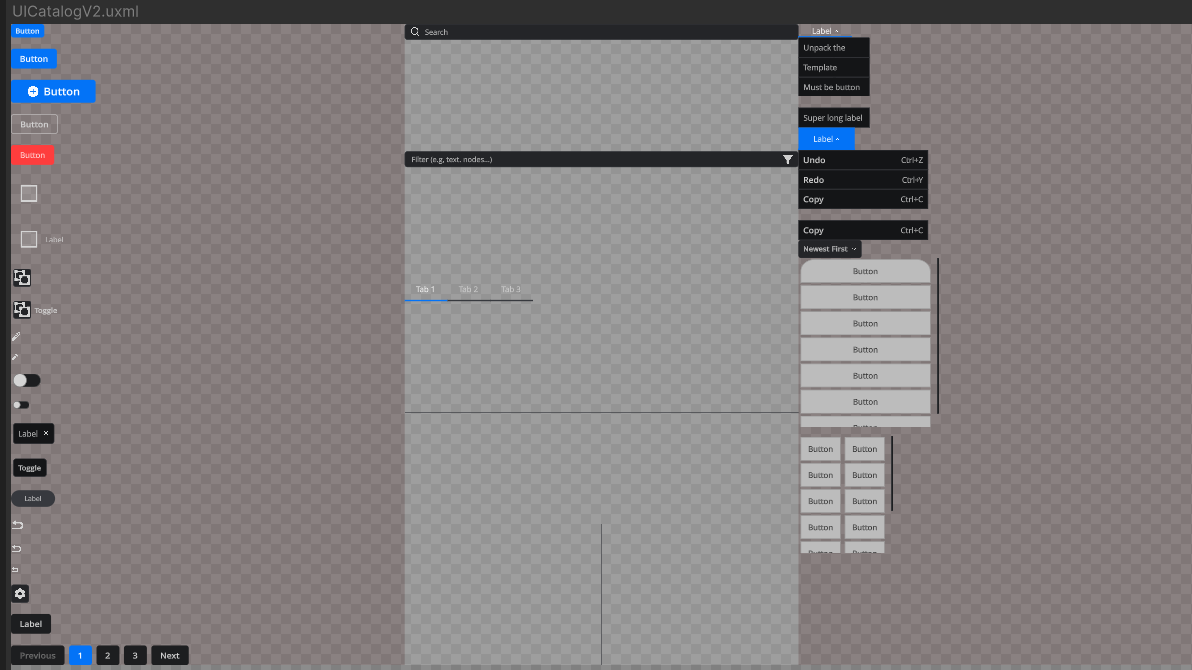 UICatalogV2.uxml
Button
Button
Button
Button
Button
Label
Toggle
Label ×
Toggle
Label
Label
Previous 1 2 3 Next
Search
Filter (e.g, text. nodes...)
Tab 1 Tab 2 Tab 3
Label
Unpack the
Template
Must be button
Super long label
Label
Undo Ctrl+Z
Redo Ctrl+Y
Copy Ctrl+C
Copy Ctrl+C
Newest First
Button
Button
Button
Button
Button
Button
Button
Button Button
Button Button
Button Button
Button Button
Button Button